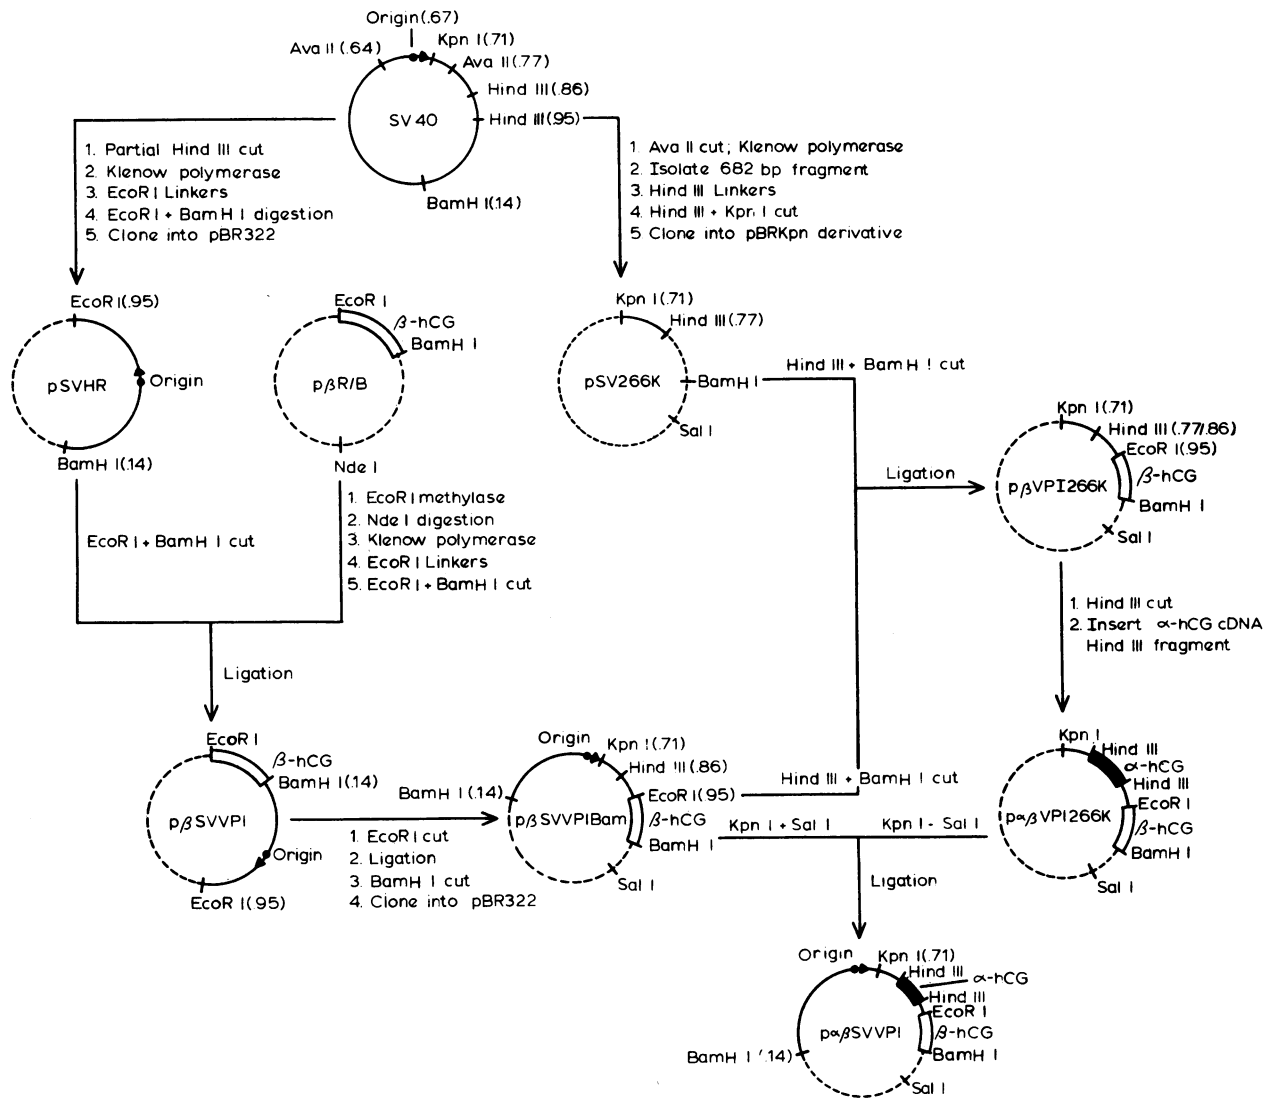 Origin(.67)
Kpn I(.71)
Ava II(.64)
Ava II(.77)
Hind III(.86)
Hind III(.95)
SV40
BamH I(.14)
1. Partial Hind III cut
2. Klenow polymerase
3. EcoR I Linkers
4. EcoR I + BamH I digestion
5. Clone into pBR322
1. Ava II cut; Klenow polymerase
2. Isolate 682 bp fragment
3. Hind III Linkers
4. Hind III + Kpn I cut
5. Clone into pBRKpn derivative
EcoR I(.95)
pSVHR
Origin
BamH I(.14)
EcoR I
β-hCG
BamH I
pβR/B
Nde I
Kpn I(.71)
Hind III(.77)
pSV266K
BamH I
Sal I
Hind III + BamH I cut
Ligation
Kpn I(.71)
Hind III(.77/.86)
EcoR I(.95)
β-hCG
pβVPI266K
BamH I
Sal I
EcoR I + BamH I cut
1. EcoR I methylase
2. Nde I digestion
3. Klenow polymerase
4. EcoR I Linkers
5. EcoR I + BamH I cut
1. Hind III cut
2. Insert α-hCG cDNA
Hind III fragment
Ligation
EcoR I
β-hCG
BamH I(.14)
pβSVVPI
Origin
EcoR I(.95)
1. EcoR I cut
2. Ligation
3. BamH I cut
4. Clone into pBR322
Origin
Kpn I(.71)
Hind III(.86)
BamH I(.14)
EcoR I(.95)
pβSVVPIBam
β-hCG
BamH I
Sal I
Hind III + BamH I cut
Kpn I + Sal I
Kpn I - Sal I
Kpn I
Hind III
α-hCG
Hind III
EcoR I
pαβVPI266K
β-hCG
BamH I
Sal I
Ligation
Origin
Kpn I(.71)
Hind III
α-hCG
Hind III
EcoR I
pαβSVVPI
β-hCG
BamH I
BamH I(.14)
Sal I